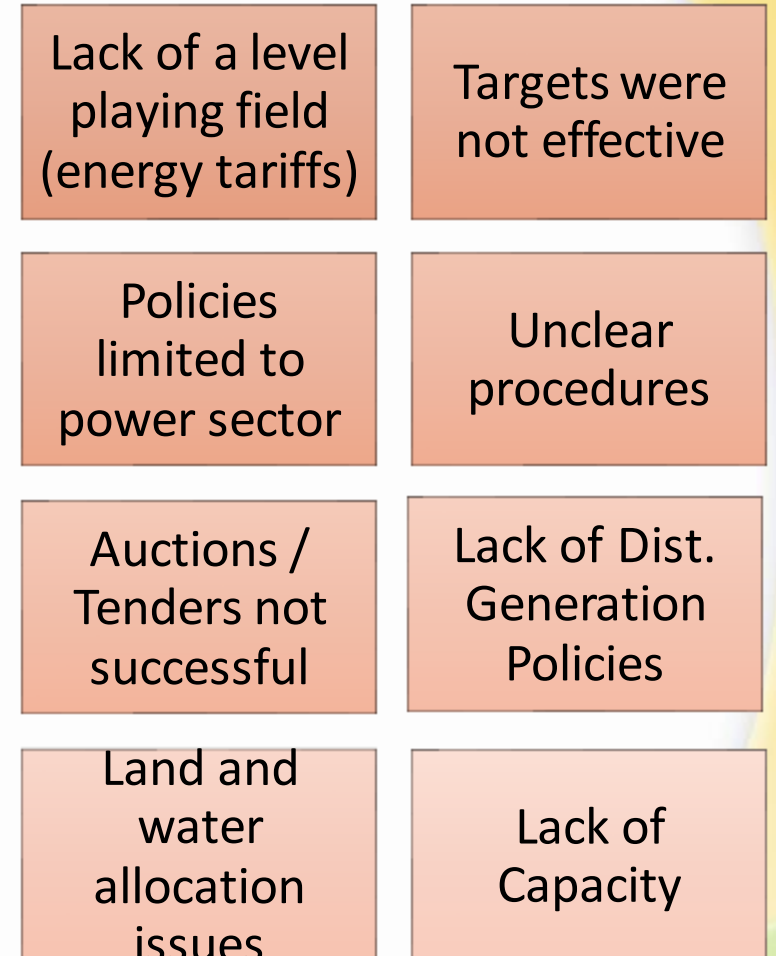 Lack of a level
playing field
(energy tariffs)
Targets were
not effective
Policies
limited to
power sector
Unclear
procedures
Auctions /
Tenders not
successful
Lack of Dist.
Generation
Policies
Land and
water
allocation
issues
Lack of
Capacity